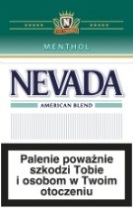 N
MENTHOL
NEVADA
AMERICAN BLEND
Palenie poważnie
szkodzi Tobie
i osobom w Twoim
otoczeniu